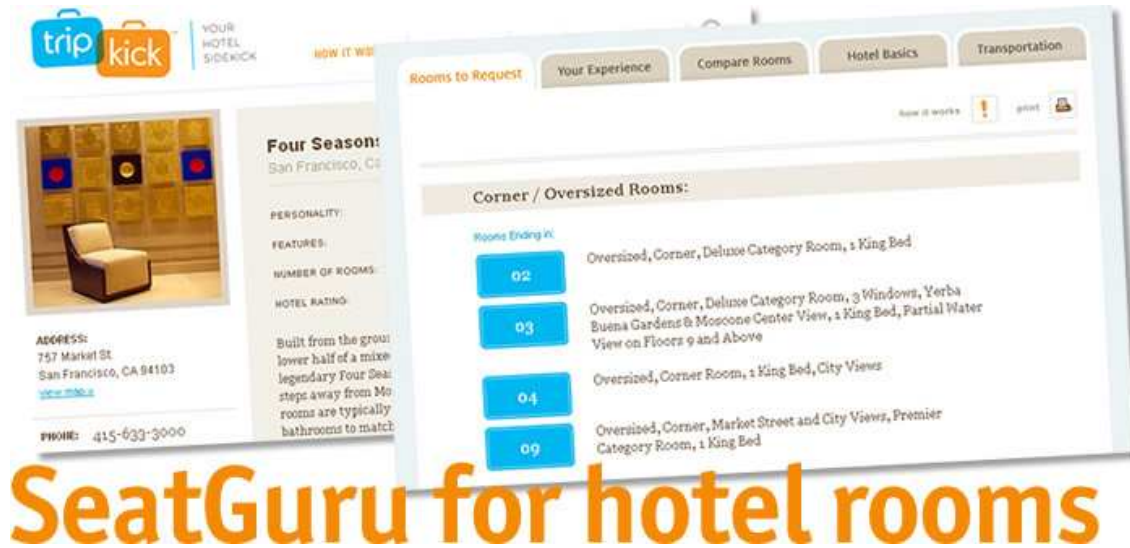 trip kick
YOUR
HOTEL
SIDEKICK
HOW IT
Four Seasons
San Francisco,
PERSONALITY:
FEATURES:
NUMBER OF ROOMS:
HOTEL RATING:
Built from the
lower half of a
legendary Four
steps away from
rooms are typically
bathrooms to match
ADDRESS:
757 Market St.
San Francisco, CA 94103
view map »
PHONE: 415-633-3000
Rooms to Request
Your Experience
Compare Rooms
Hotel Basics
Transportation
how it works
!
print
Corner / Oversized Rooms:
Rooms Ending in:
02
Oversized, Corner, Deluxe Category Room, 1 King Bed
03
Oversized, Corner, Deluxe Category Room, 3 Windows, Yerba
Buena Gardens & Moscone Center View, 1 King Bed, Partial Water
View on Floors 9 and Above
04
Oversized, Corner Room, 1 King Bed, City Views
09
Oversized, Corner, Market Street and City Views, Premier
Category Room, 1 King Bed
SeatGuru for hotel rooms